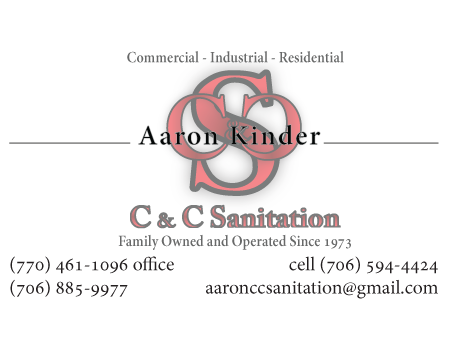 Commercial - Industrial - Residential
CSC
Aaron Kinder
C & C Sanitation
Family Owned and Operated Since 1973
(770) 461-1096 office
cell (706) 594-4424
(706) 885-9977
aaronccsanitation@gmail.com